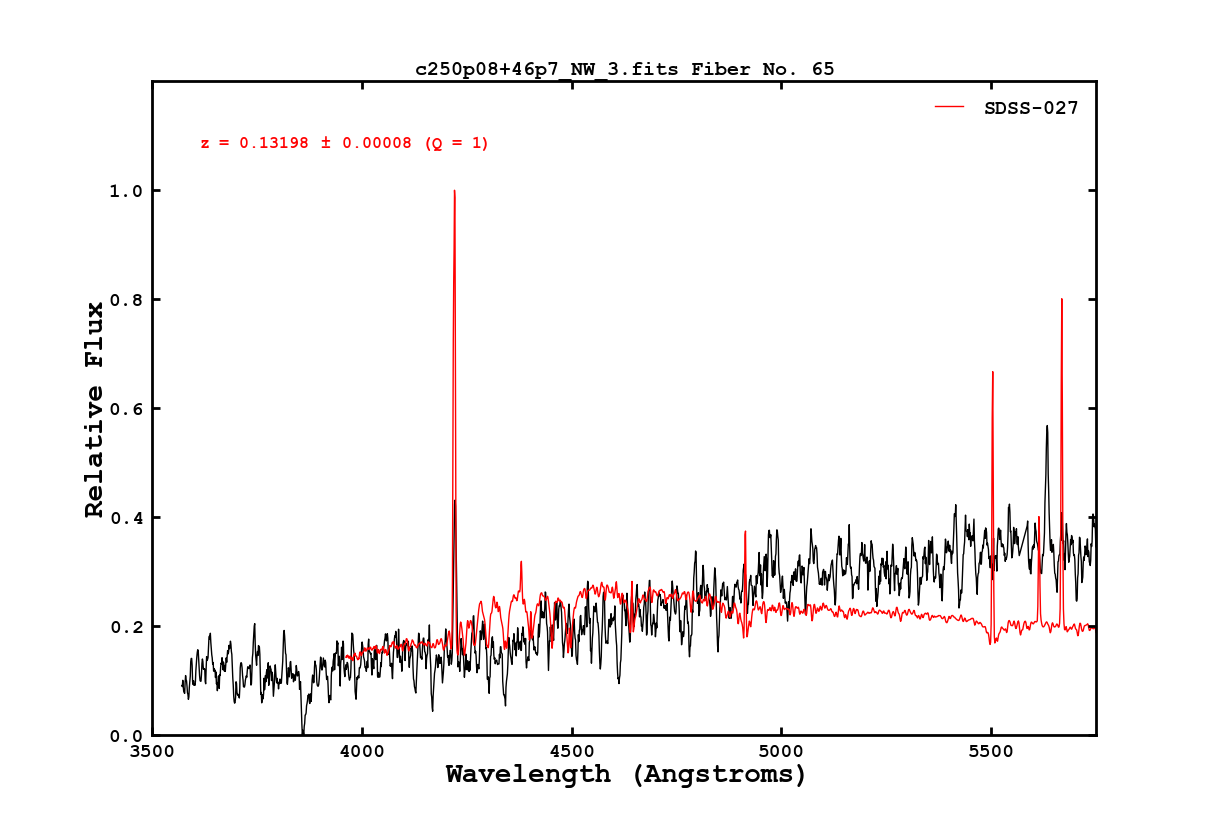 c250p08+46p7_NW_3.fits Fiber No. 65
SDSS-027
z = 0.13198 ± 0.00008 (Q = 1)
1.0
0.8
0.6
0.4
0.2
0.0
Relative Flux
3500 4000 4500 5000 5500
Wavelength (Angstroms)